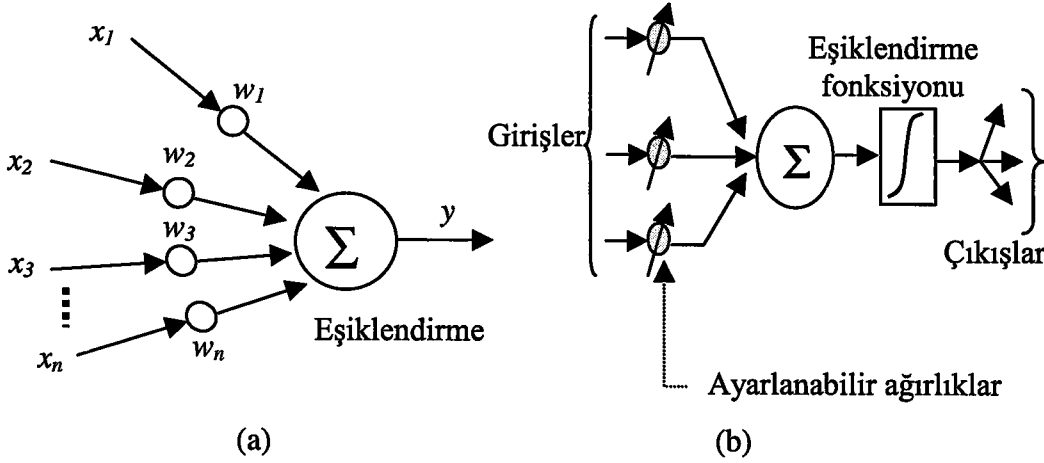 x1
w1
x2
w2
x3
w3
xn
wn
Σ
y
Eşiklendirme
(a)
Girişler
Σ
Eşiklendirme
fonksiyonu
Çıkışlar
Ayarlanabilir ağırlıklar
(b)